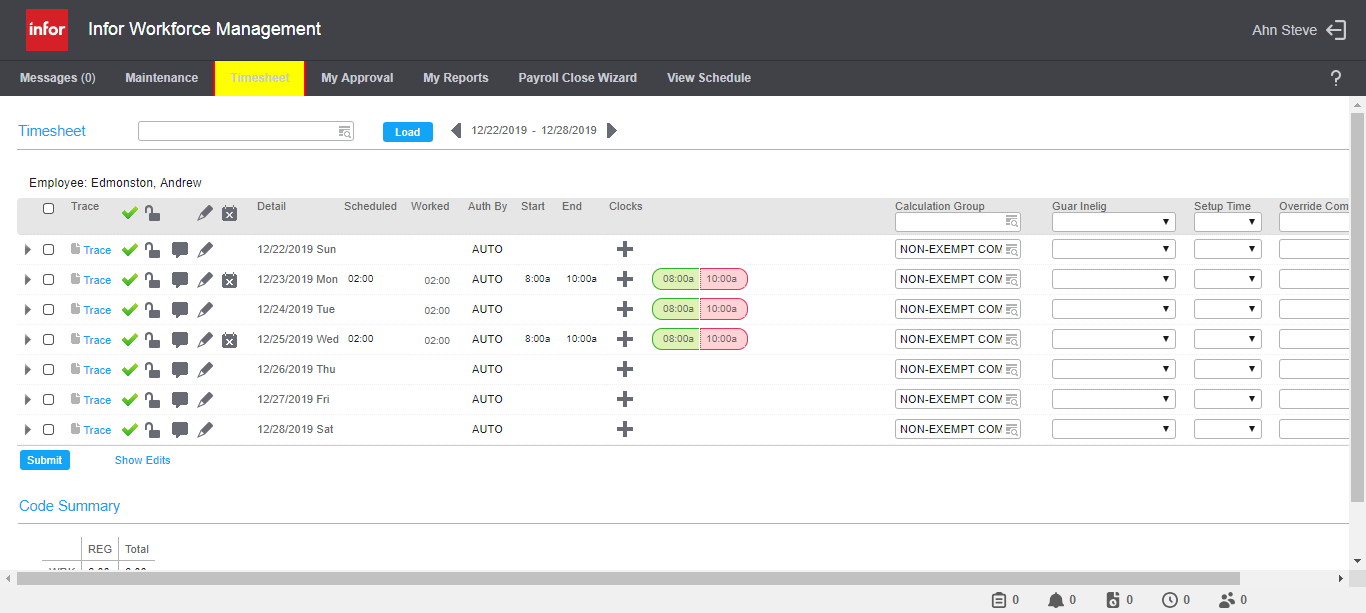 infor Infor Workforce Management Ahn Steve
Messages (0) Maintenance Timesheet My Approval My Reports Payroll Close Wizard View Schedule ?
Timesheet Load 12/22/2019 - 12/28/2019
Employee: Edmonston, Andrew
Trace Detail Scheduled Worked Auth By Start End Clocks Calculation Group Guar Inelig Setup Time Override Com
Trace 12/22/2019 Sun AUTO NON-EXEMPT COM
Trace 12/23/2019 Mon 02:00 02:00 AUTO 8:00a 10:00a 08:00a 10:00a NON-EXEMPT COM
Trace 12/24/2019 Tue 02:00 AUTO 08:00a 10:00a NON-EXEMPT COM
Trace 12/25/2019 Wed 02:00 02:00 AUTO 8:00a 10:00a 08:00a 10:00a NON-EXEMPT COM
Trace 12/26/2019 Thu AUTO NON-EXEMPT COM
Trace 12/27/2019 Fri AUTO NON-EXEMPT COM
Trace 12/28/2019 Sat AUTO NON-EXEMPT COM
Submit Show Edits
Code Summary
REG Total
0 0 0 0 0